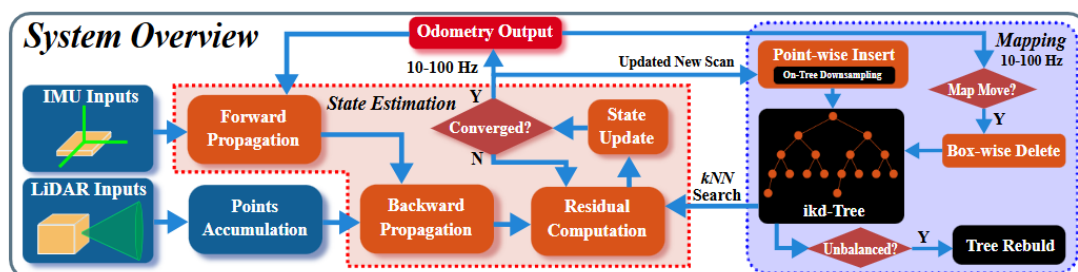 System Overview
Odometry Output
Mapping
10-100 Hz
10-100 Hz
Updated New Scan
Point-wise Insert
On-Tree Downsampling
Map Move?
IMU Inputs
State Estimation
Y
Forward
Propagation
Converged?
State
Update
Y
N
Box-wise Delete
kNN
Search
LiDAR Inputs
Points
Accumulation
Backward
Propagation
Residual
Computation
ikd-Tree
Unbalanced?
Y
Tree Rebuld